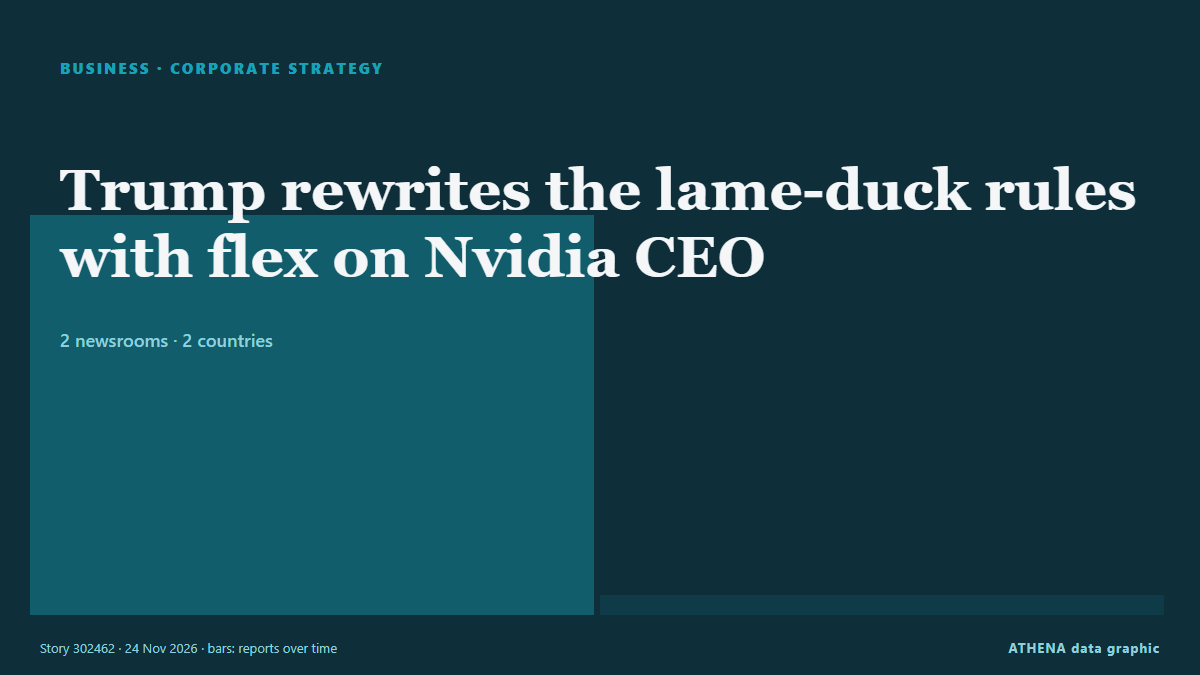 BUSINESS · CORPORATE STRATEGY
Trump rewrites the lame-duck rules
with flex on Nvidia CEO
2 newsrooms · 2 countries
Story 302462 · 24 Nov 2026 · bars: reports over time
ATHENA data graphic